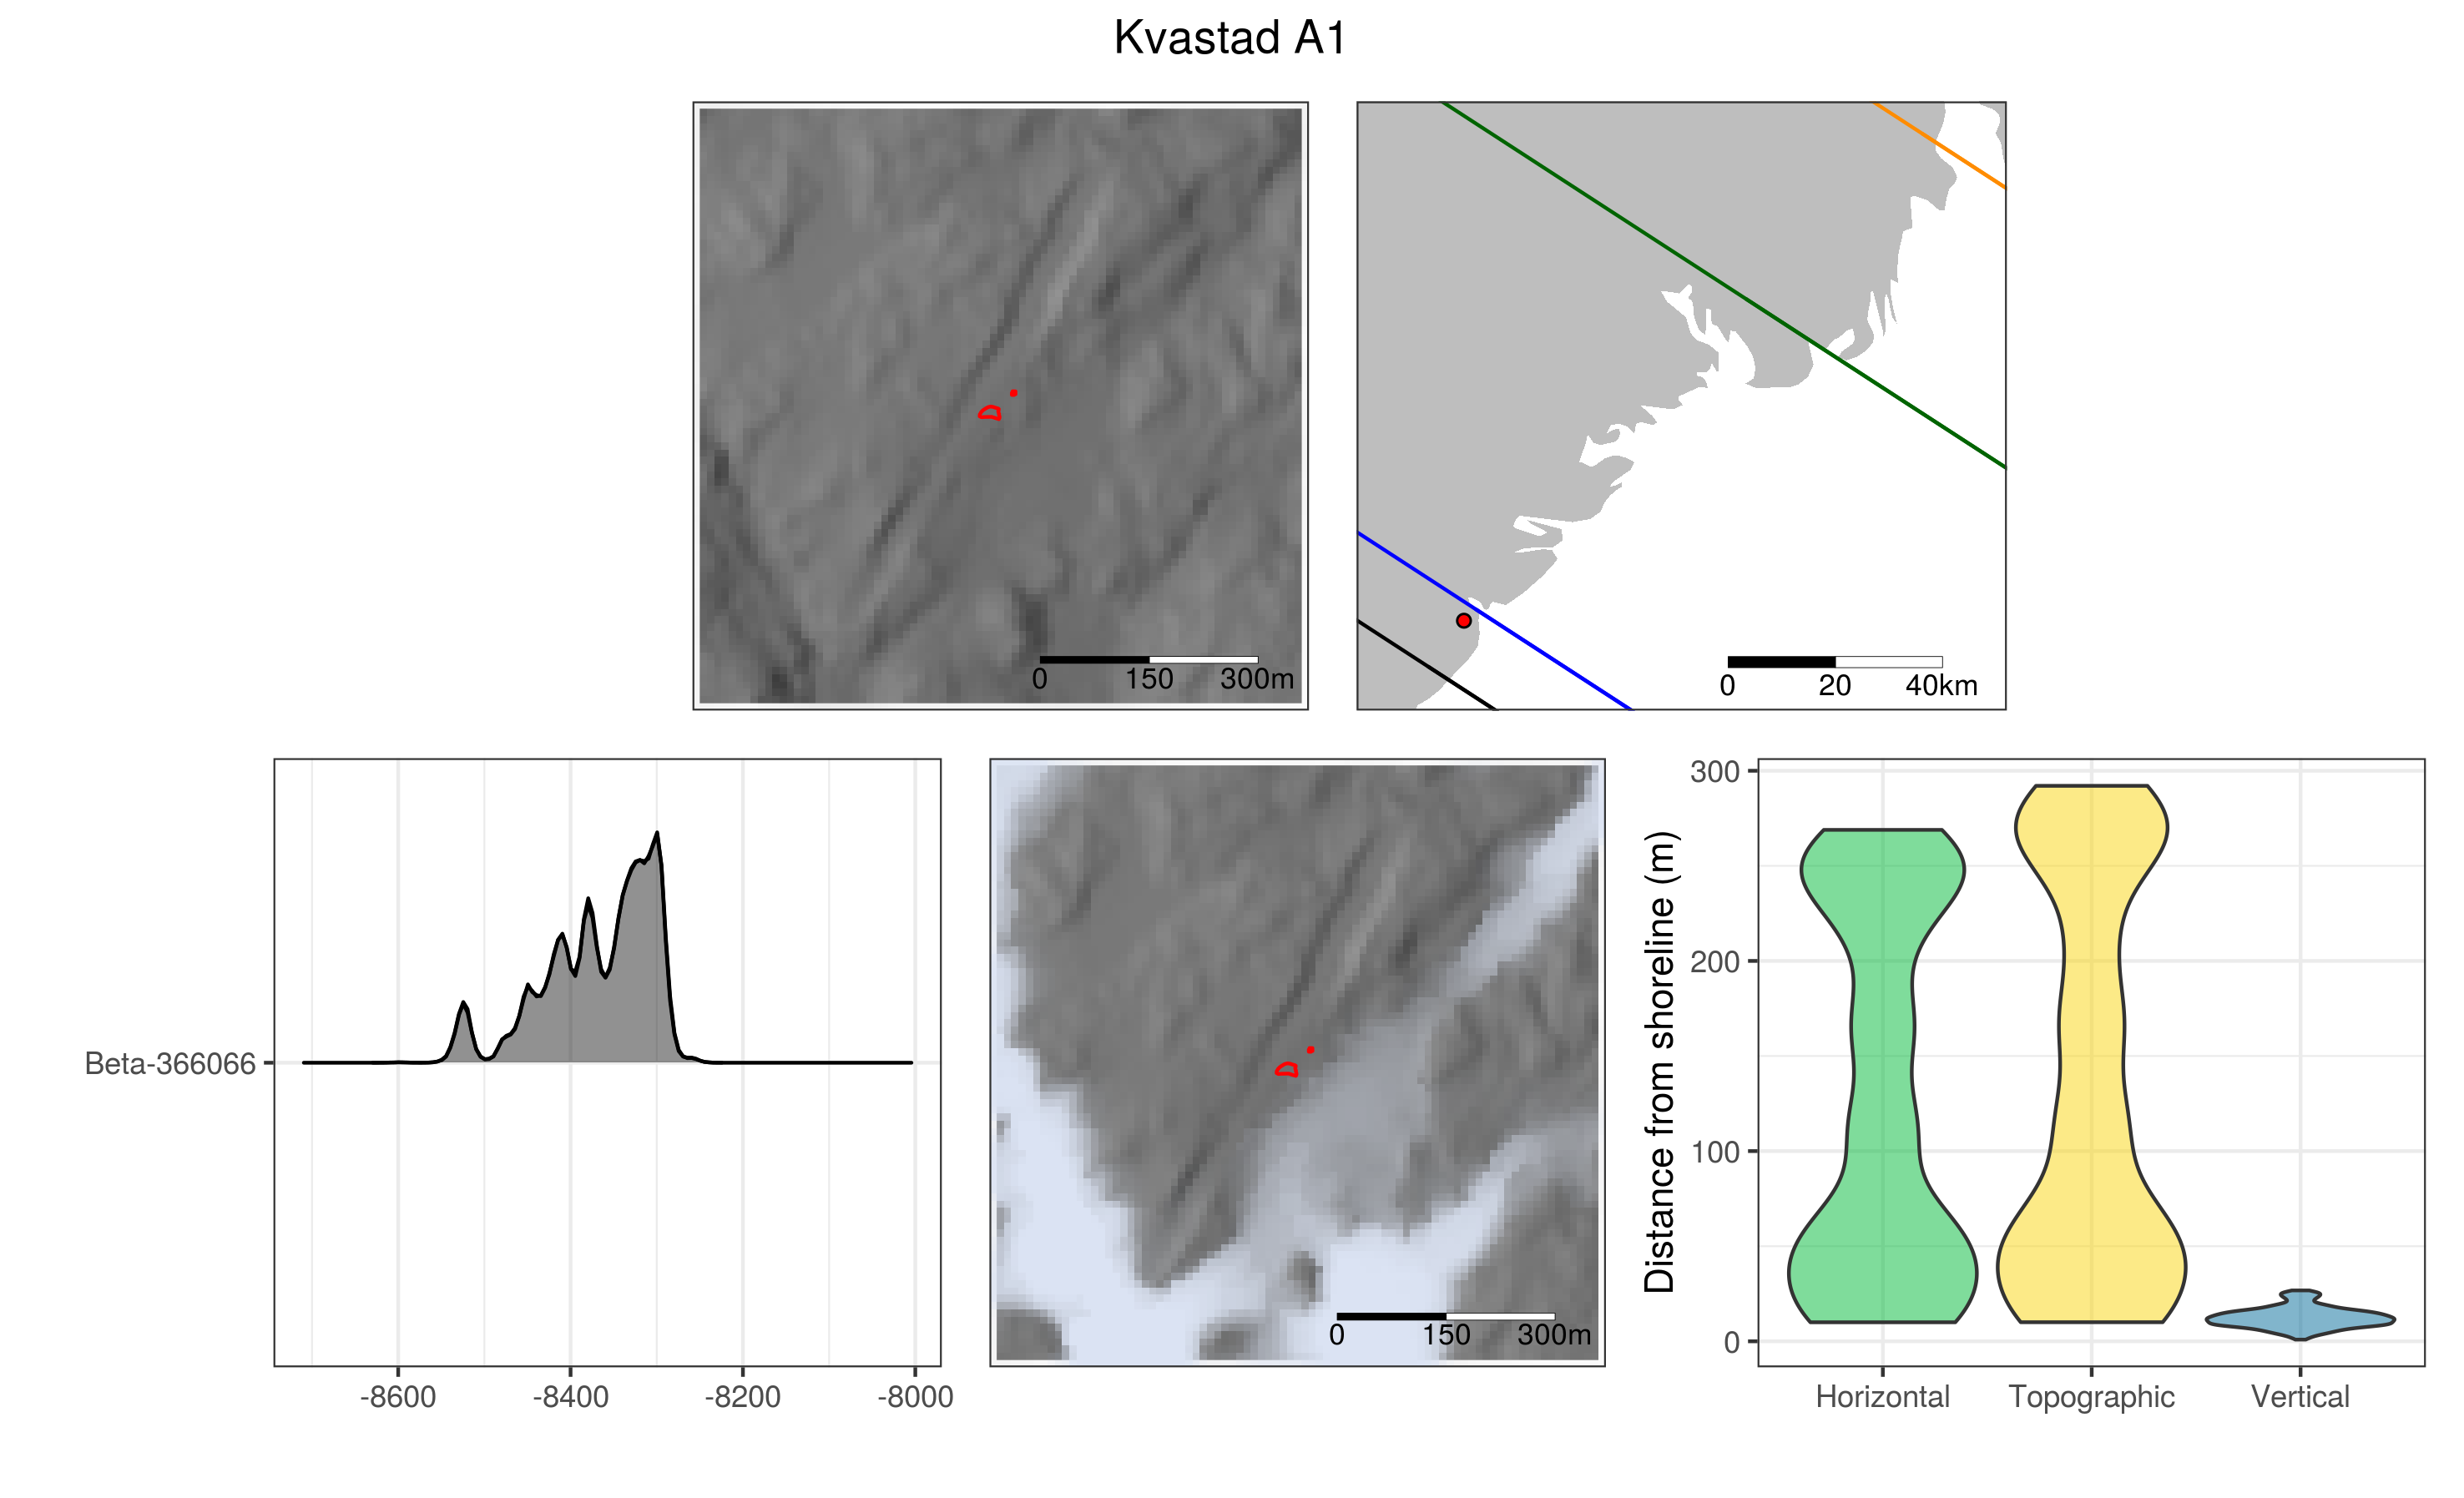 Kvastad A1
0 150 300m
0 20 40km
Beta-366066
-8600 -8400 -8200 -8000
0 150 300m
Distance from shoreline (m)
300
200
100
0
Horizontal Topographic Vertical